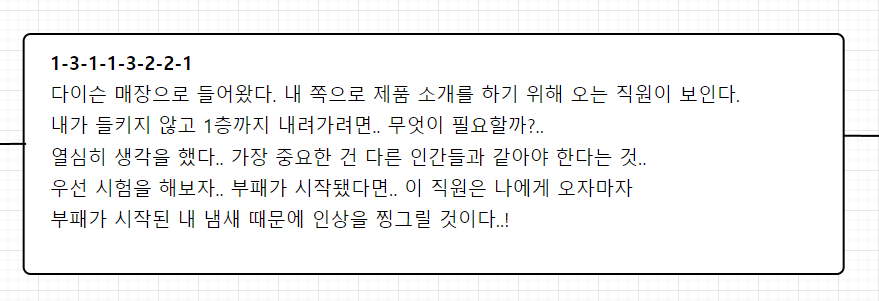 1-3-1-1-3-2-2-1
다이슨 매장으로 들어왔다. 내 쪽으로 제품 소개를 하기 위해 오는 직원이 보인다.
내가 들키지 않고 1층까지 내려가려면.. 무엇이 필요할까?..
열심히 생각을 했다.. 가장 중요한 건 다른 인간들과 같아야 한다는 것..
우선 시험을 해보자.. 부패가 시작됐다면.. 이 직원은 나에게 오자마자
부패가 시작된 내 냄새 때문에 인상을 찡그릴 것이다..!